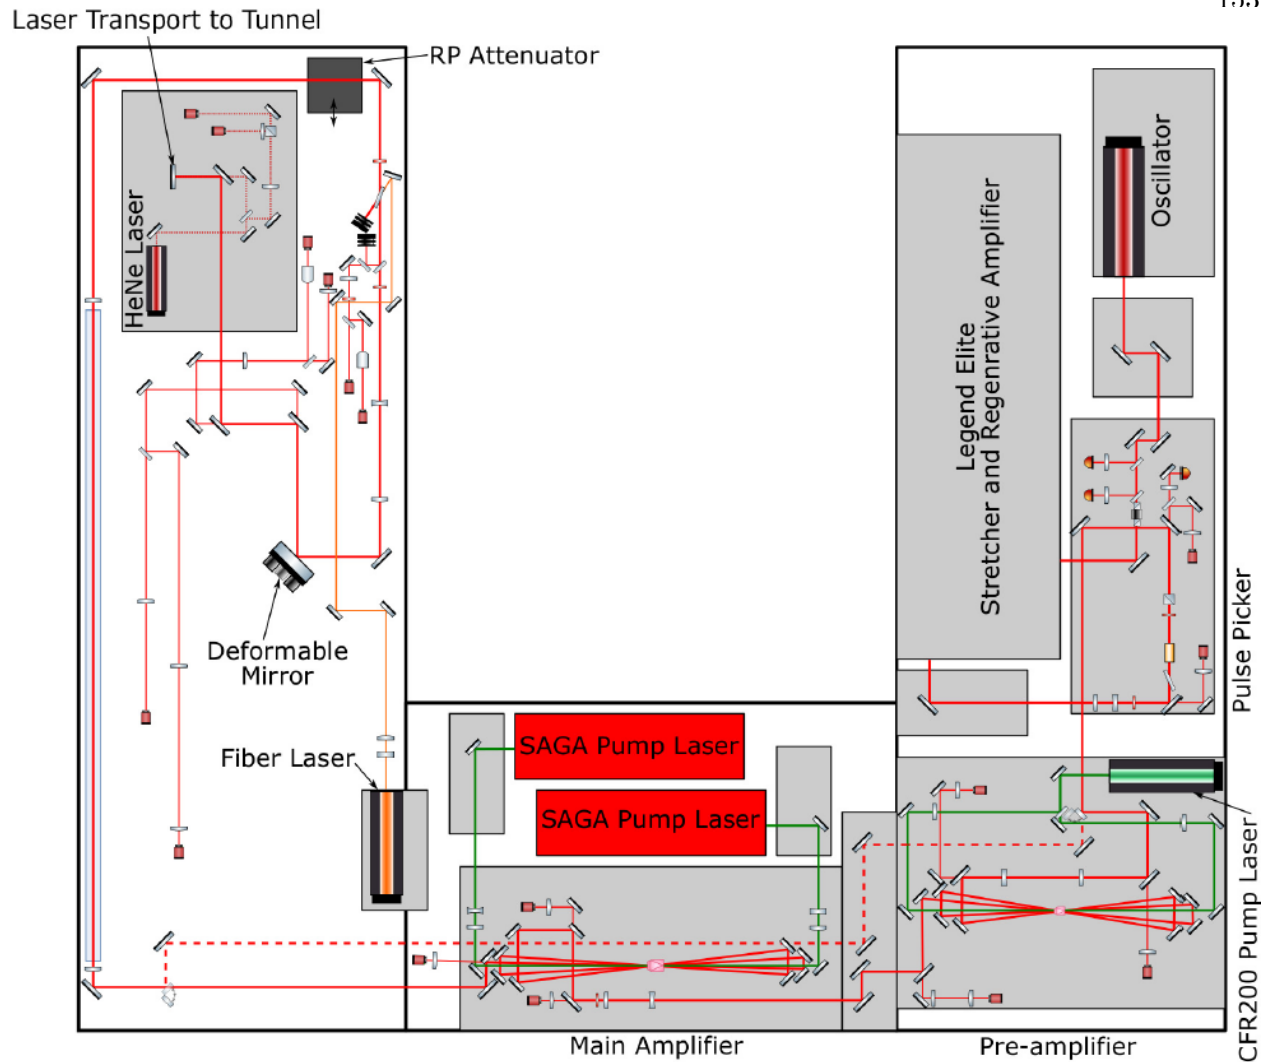 Laser Transport to Tunnel
RP Attenuator
HeNe Laser
Oscillator
Legend Elite
Stretcher and Regenrative Amplifier
Pulse Picker
Deformable
Mirror
Fiber Laser
SAGA Pump Laser
SAGA Pump Laser
CFR200 Pump Laser
Main Amplifier
Pre-amplifier